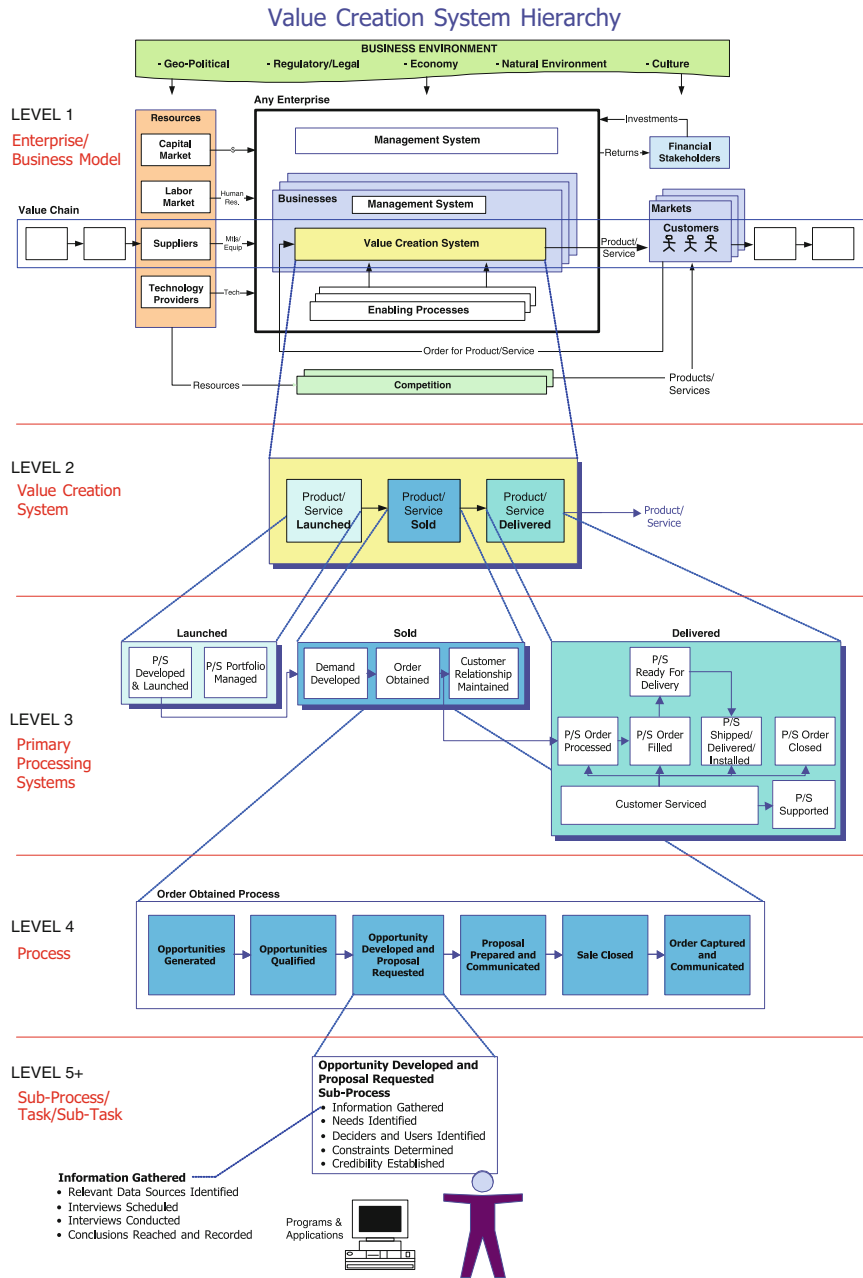 Value Creation System Hierarchy
BUSINESS ENVIRONMENT
- Geo-Political - Regulatory/Legal - Economy - Natural Environment - Culture
LEVEL 1
Enterprise/
Business Model
Resources
Capital
Market
Labor
Market
Suppliers
Technology
Providers
$
Human
Res.
Mtls/
Equip
Tech
Any Enterprise
Management System
Businesses
Management System
Value Creation System
Enabling Processes
Investments
Returns
Financial
Stakeholders
Markets
Customers
Value Chain
Product/
Service
Order for Product/Service
Resources
Competition
Products/
Services
LEVEL 2
Value Creation
System
Product/
Service
Launched
Product/
Service
Sold
Product/
Service
Delivered
Product/
Service
LEVEL 3
Primary
Processing
Systems
Launched
P/S
Developed
& Launched
P/S Portfolio
Managed
Sold
Demand
Developed
Order
Obtained
Customer
Relationship
Maintained
Delivered
P/S
Ready For
Delivery
P/S Order
Processed
P/S Order
Filled
P/S
Shipped/
Delivered/
Installed
P/S Order
Closed
Customer Serviced
P/S
Supported
LEVEL 4
Process
Order Obtained Process
Opportunities
Generated
Opportunities
Qualified
Opportunity
Developed and
Proposal
Requested
Proposal
Prepared and
Communicated
Sale Closed
Order Captured
and
Communicated
LEVEL 5+
Sub-Process/
Task/Sub-Task
Opportunity Developed and
Proposal Requested
Sub-Process
• Information Gathered
• Needs Identified
• Deciders and Users Identified
• Constraints Determined
• Credibility Established
Information Gathered
• Relevant Data Sources Identified
• Interviews Scheduled
• Interviews Conducted
• Conclusions Reached and Recorded
Programs &
Applications